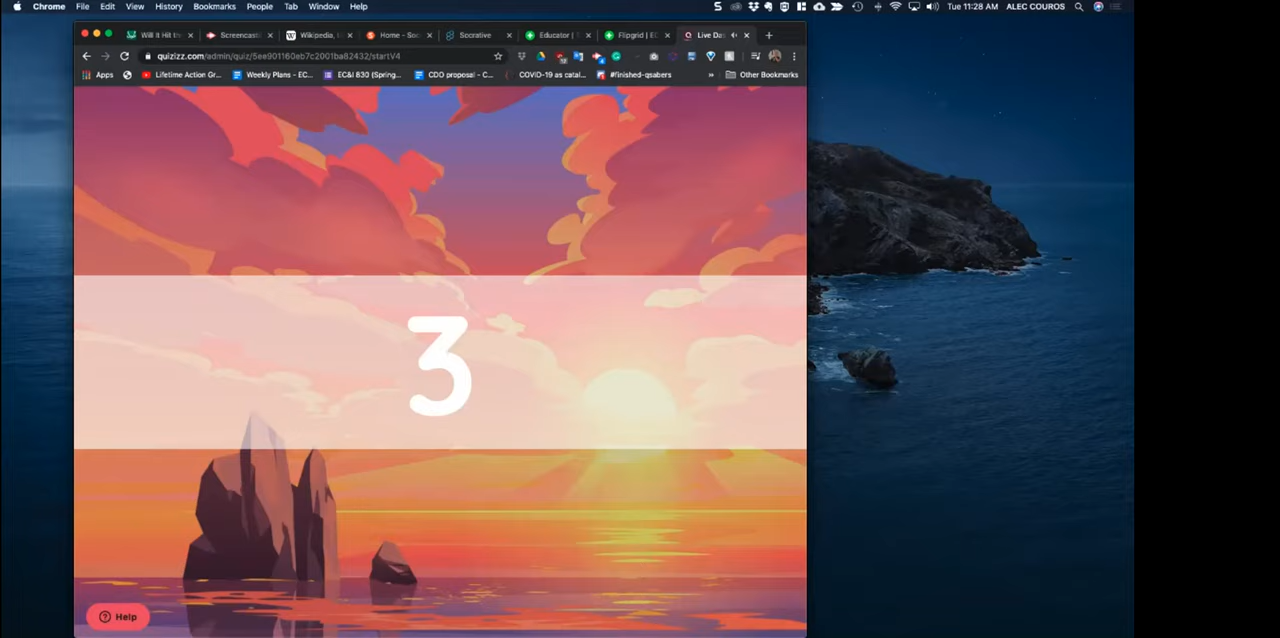 Chrome File Edit View History Bookmarks People Tab Window Help Tue 11:28 AM ALEC COUROS
Will It Hit th Screencast Wikipedia, Home - Soc Socrative Educator | T Flipgrid | EC Live Das
quizizz.com/admin/quiz/5ee901160eb7c2001ba82432/startV4
Apps Lifetime Action Gr... Weekly Plans - EC... EC&I 830 (Spring... CDO proposal - C... COVID-19 as catal... #finished-qsabers » Other Bookmarks
3
Help